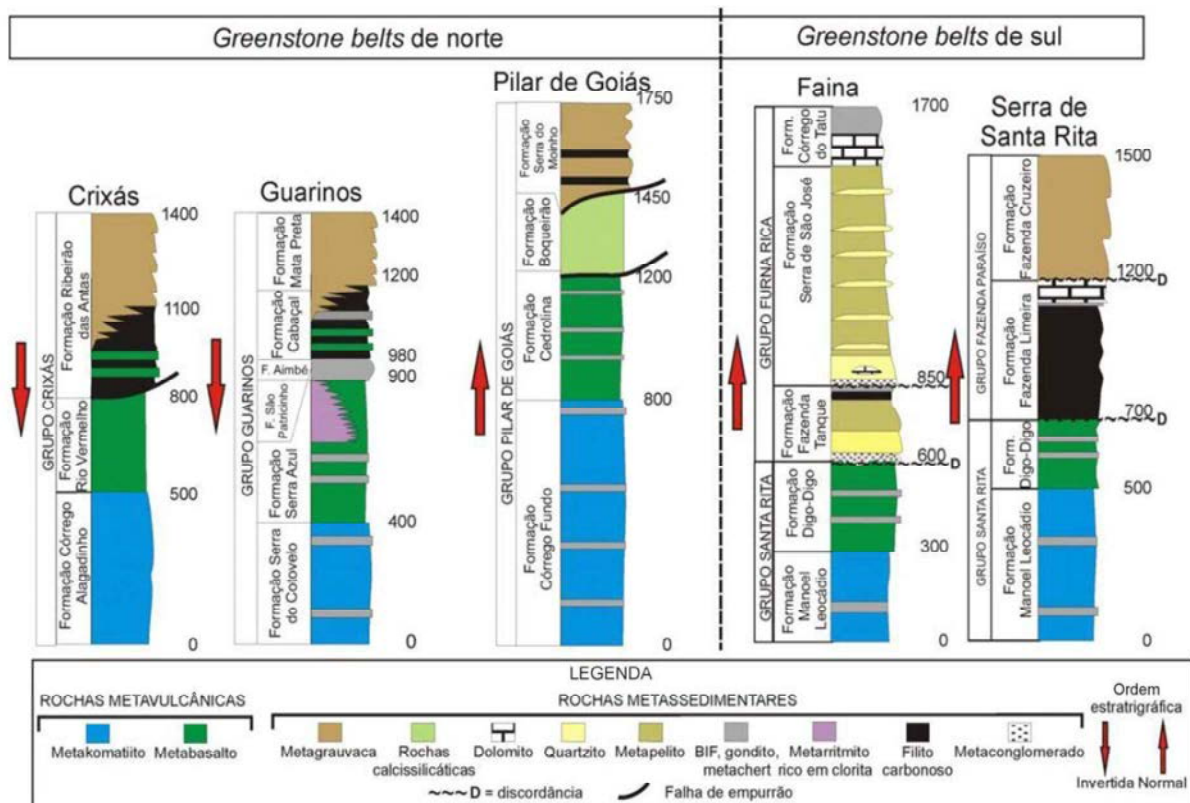 Greenstone belts de norte
Greenstone belts de sul
Crixás
1400
1100
800
500
0
GRUPO CRIXÁS
Formação Ribeirão
das Antas
Formação
Rio Vermelho
Formação Córrego
Alagadinho
Guarinos
1400
1200
980
900
400
0
GRUPO GUARINOS
Formação
Mata Preta
Formação
Cabaçal
F. Aimbé
F. São
Patricinho
Formação
Serra Azul
Formação Serra
do Cotovelo
Pilar de Goiás
1750
1450
1200
800
0
GRUPO PILAR DE GOIÁS
Formação
Serra do
Moinho
Formação
Boqueirão
Formação
Cedrolina
Formação
Córrego Fundo
Faina
1700
850
600
D
300
0
GRUPO FURNA RICA
Form.
Córrego
do Tatu
Formação
Serra de São José
Formação
Fazenda
Tanque
GRUPO SANTA RITA
Formação
Digo-Digo
Formação
Manoel
Leocádio
Serra de
Santa Rita
1500
1200
D
700
D
500
0
GRUPO FAZENDA PARAÍSO
Formação
Fazenda Cruzeiro
Formação
Fazenda Limeira
GRUPO SANTA RITA
Form.
Digo-Digo
Formação
Manoel Leocádio
LEGENDA
ROCHAS METAVULCÂNICAS
Metakomatiito
Metabasalto
ROCHAS METASSEDIMENTARES
Metagrauvaca
Rochas
calcissilicáticas
Dolomito
Quartzito
Metapelito
BIF, gondito,
metachert
Metarritmito
rico em clorita
Filito
carbonoso
Metaconglomerado
D = discordância
Falha de empurrão
Ordem
estratigráfica
Invertida
Normal